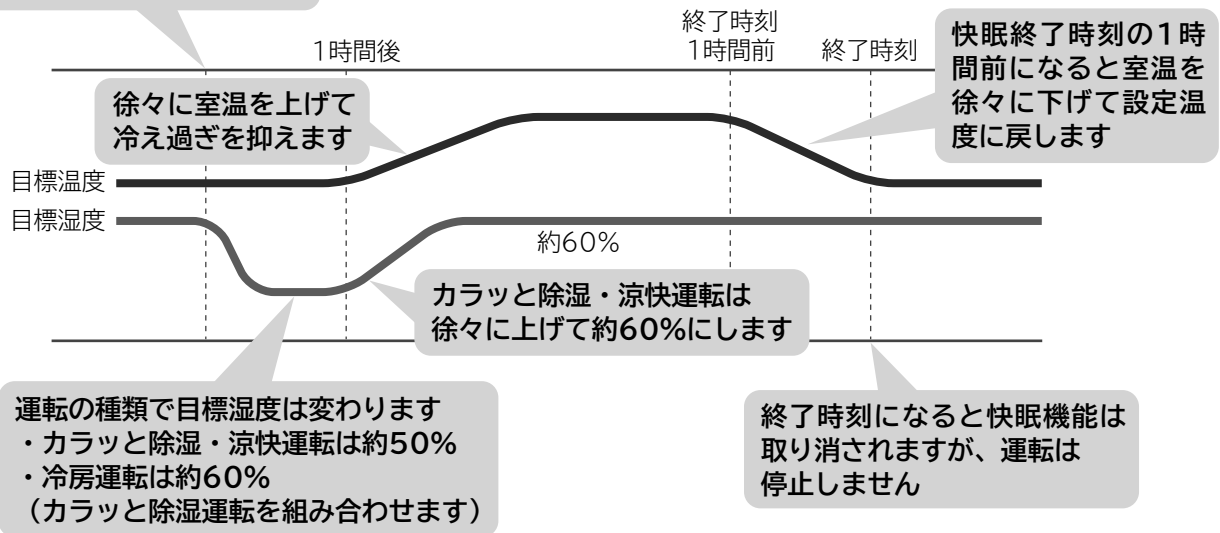 1時間後
終了時刻
1時間前
終了時刻
快眠終了時刻の1時
間前になると室温を
徐々に下げて設定温
度に戻します
徐々に室温を上げて
冷え過ぎを抑えます
目標温度
目標湿度
約60%
カラッと除湿・涼快運転は
徐々に上げて約60%にします
運転の種類で目標湿度は変わります
・カラッと除湿・涼快運転は約50%
・冷房運転は約60%
（カラッと除湿運転を組み合わせます）
終了時刻になると快眠機能は
取り消されますが、運転は
停止しません